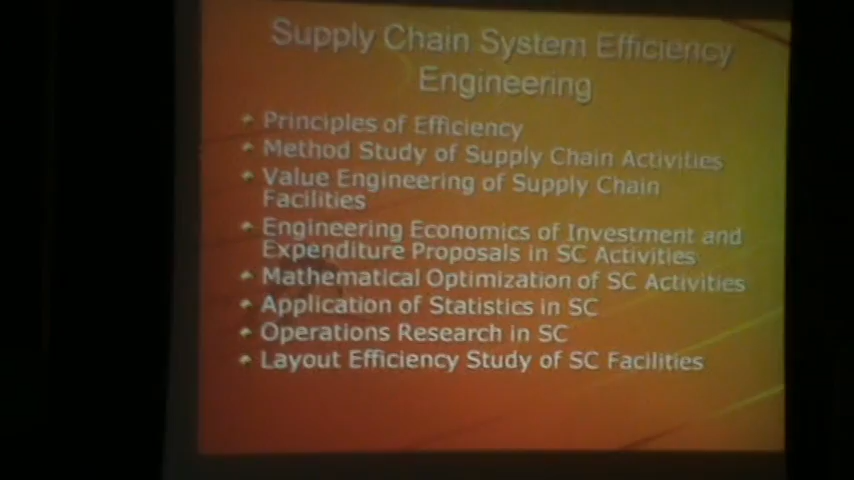 Supply Chain System Efficiency
Engineering
Principles of Efficiency
Method Study of Supply Chain Activities
Value Engineering of Supply Chain
Facilities
Engineering Economics of Investment and
Expenditure Proposals in SC Activities
Mathematical Optimization of SC Activities
Application of Statistics in SC
Operations Research in SC
Layout Efficiency Study of SC Facilities